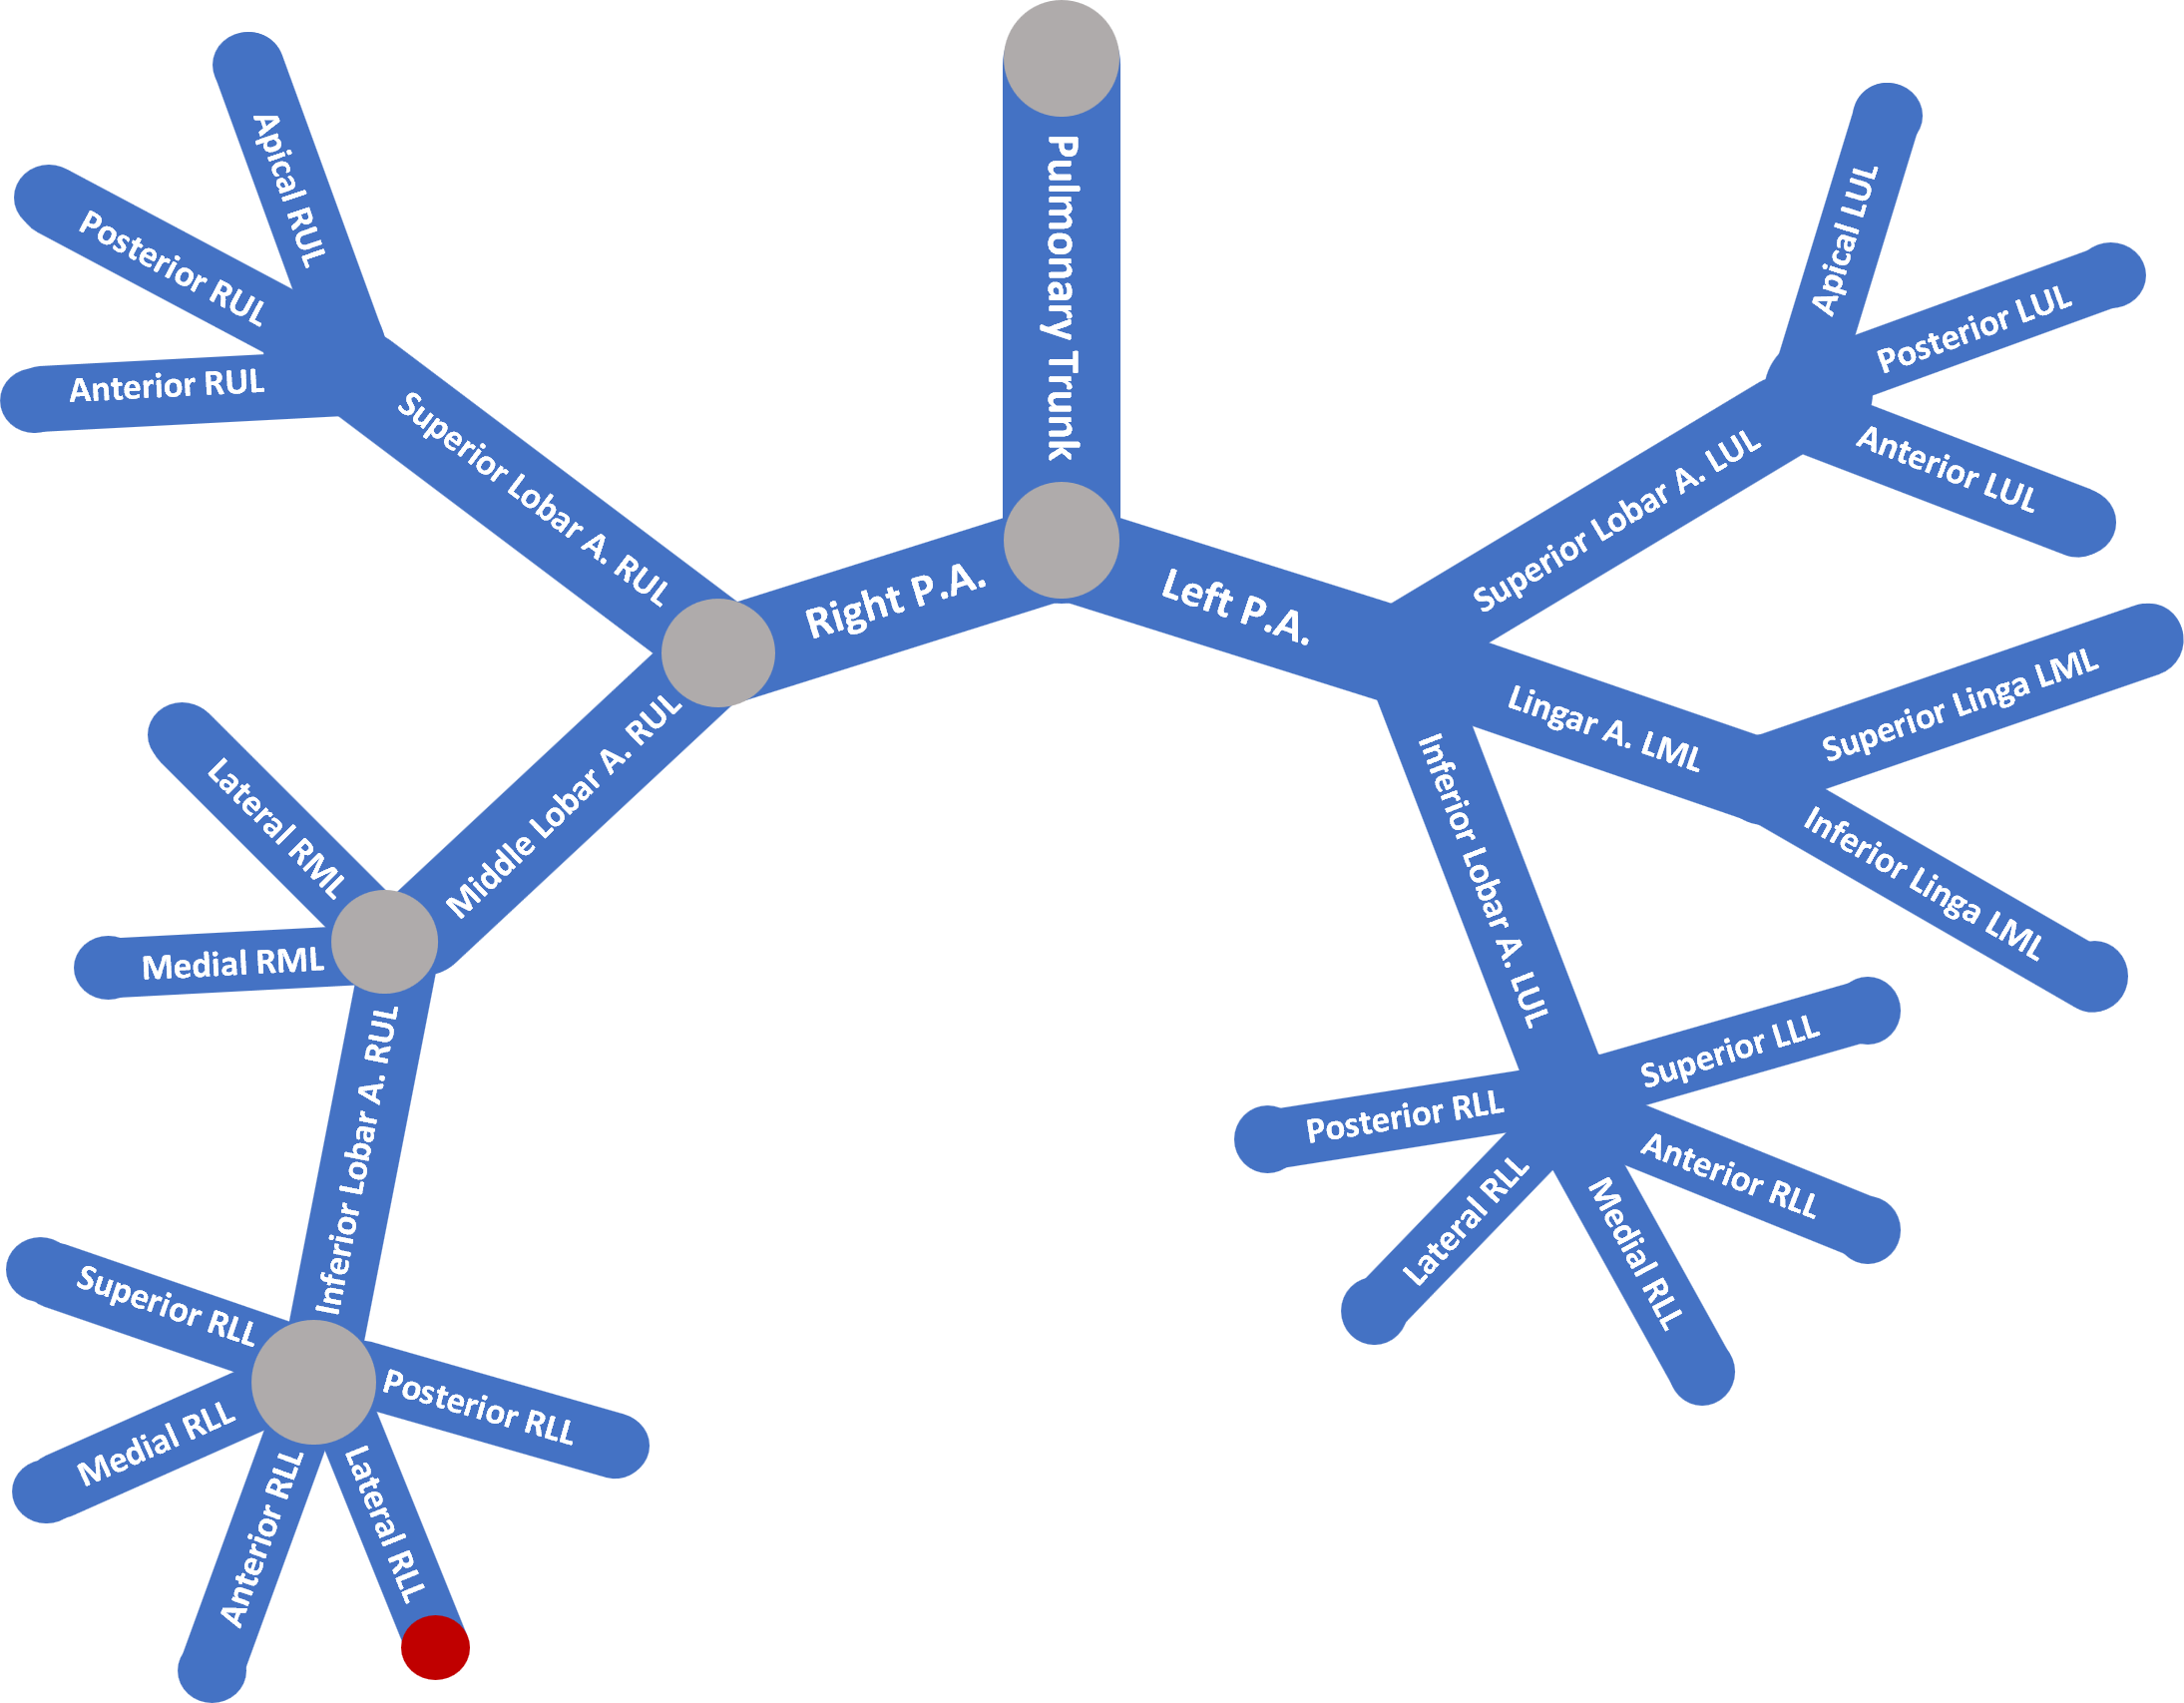 Pulmonary Trunk
Right P.A.
Left P.A.
Superior Lobar A. RUL
Apical RUL
Posterior RUL
Anterior RUL
Middle Lobar A. RUL
Lateral RML
Medial RML
Inferior Lobar A. RUL
Superior RLL
Medial RLL
Anterior RLL
Lateral RLL
Posterior RLL
Superior Lobar A. LUL
Apical LUL
Posterior LUL
Anterior LUL
Lingar A. LML
Superior Linga LML
Inferior Linga LML
Inferior Lobar A. LUL
Superior LLL
Anterior RLL
Medial RLL
Lateral RLL
Posterior RLL